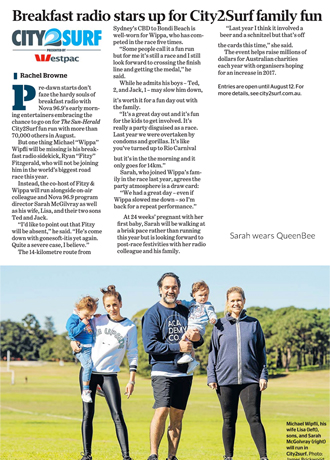 Breakfast radio stars up for City2Surf family fun
CITY2SURF
PRESENTED BY
Westpac
Rachel Browne
Pre-dawn starts don't
faze the hardy souls of
breakfast radio with
Nova 96.9's early morn-
ing entertainers embracing the
chance to go for The Sun-Herald
City2Surf fun run with more than
70,000 others in August.
But one thing Michael "Wippa"
Wipfli will be missing is his break-
fast radio sidekick, Ryan "Fitzy"
Fitzgerald, who will not be joining
him in the world's biggest road
race this year.
Instead, the co-host of Fitzy &
Wippa will run alongside on-air
colleague and Nova 96.9 program
director Sarah McGilvray as well
as his wife, Lisa, and their two sons
Ted and Jack.
"I'd like to point out that Fitzy
will be absent," he said. "He's come
down with gonesoft-itis yet again.
Quite a severe case, I believe."
The 14-kilometre route from
Sydney's CBD to Bondi Beach is
well-worn for Wippa, who has com-
peted in the race five times.
"Some people call it a fun run
but for me it's still a race and I still
look forward to crossing the finish
line and getting the medal," he
said.
While he admits his boys – Ted,
2, and Jack, 1 – may slow him down,
it's worth it for a fun day out with
the family.
"It's a great day out and it's fun
for the kids to get involved. It's
really a party disguised as a race.
Last year we were overtaken by
condoms and gorillas. It's like
you've turned up to Rio Carnival
but it's in the morning and it
only goes for 14km."
Sarah, who joined Wippa's fam-
ily in the race last year, agrees the
party atmosphere is a draw card:
"We had a great day – even if
Wippa slowed me down – so I'm
back for a repeat performance."
At 24 weeks' pregnant with her
first baby, Sarah will be walking at
a brisk pace rather than running
this year but is looking forward to
post-race festivities with her radio
colleague and his family.
"Last year I think it involved a
beer and a schnitzel but that's off
the cards this time," she said.
The event helps raise millions of
dollars for Australian charities
each year with organisers hoping
for an increase in 2017.
Entries are open until August 12. For
more details, see city2surf.com.au.
Sarah wears QueenBee
ACA
DEMY
Michael Wipfli, his
wife Lisa (left),
sons, and Sarah
McGilvray (right)
will run in
City2surf. Photo: